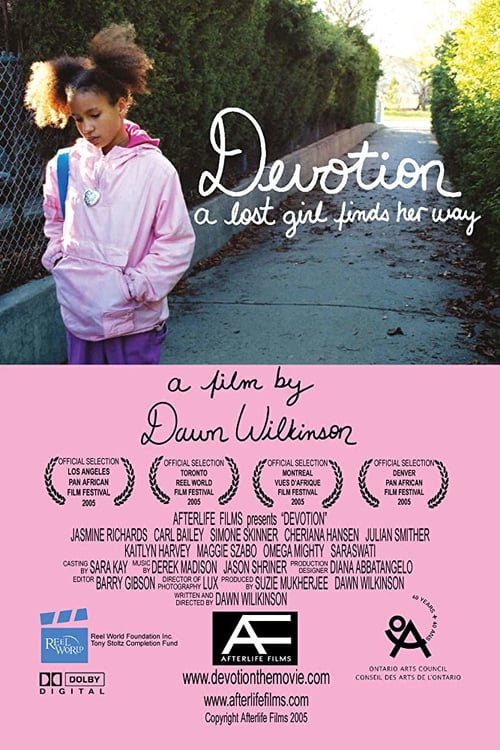 Devotion
a lost girl finds her way
a film by
Dawn Wilkinson
OFFICIAL SELECTION
LOS ANGELES
PAN AFRICAN
FILM FESTIVAL
2005
OFFICIAL SELECTION
TORONTO
REEL WORLD
FILM FESTIVAL
2005
OFFICIAL SELECTION
MONTREAL
VUES D'AFRIQUE
FILM FESTIVAL
2005
OFFICIAL SELECTION
DENVER
PAN AFRICAN
FILM FESTIVAL
2005
AFTERLIFE FILMS presents "DEVOTION"
JASMINE RICHARDS CARL BAILEY SIMONE SKINNER CHERIANA HANSEN JULIAN SMITHER
KAITLYN HARVEY MAGGIE SZABO OMEGA MIGHTY SARASWATI
CASTING BY SARA KAY MUSIC BY DEREK MADISON JASON SHRINER PRODUCTION DESIGNER DIANA ABBATANGELO
EDITOR BARRY GIBSON DIRECTOR OF PHOTOGRAPHY LUX PRODUCED BY SUZIE MUKHERJEE DAWN WILKINSON
WRITTEN AND DIRECTED BY DAWN WILIKINSON
REEL WORLD
Reel World Foundation Inc.
Tony Stoltz Completion Fund
DOLBY
DIGITAL
AF
AFTERLIFE FILMS
www.devotionthemovie.com
www.afterlifefilms.com
Copyright Afterlife Films 2005
40 YEARS + 40 ANS
OA
ONTARIO ARTS COUNCIL
CONSEIL DES ARTS DE L'ONTARIO